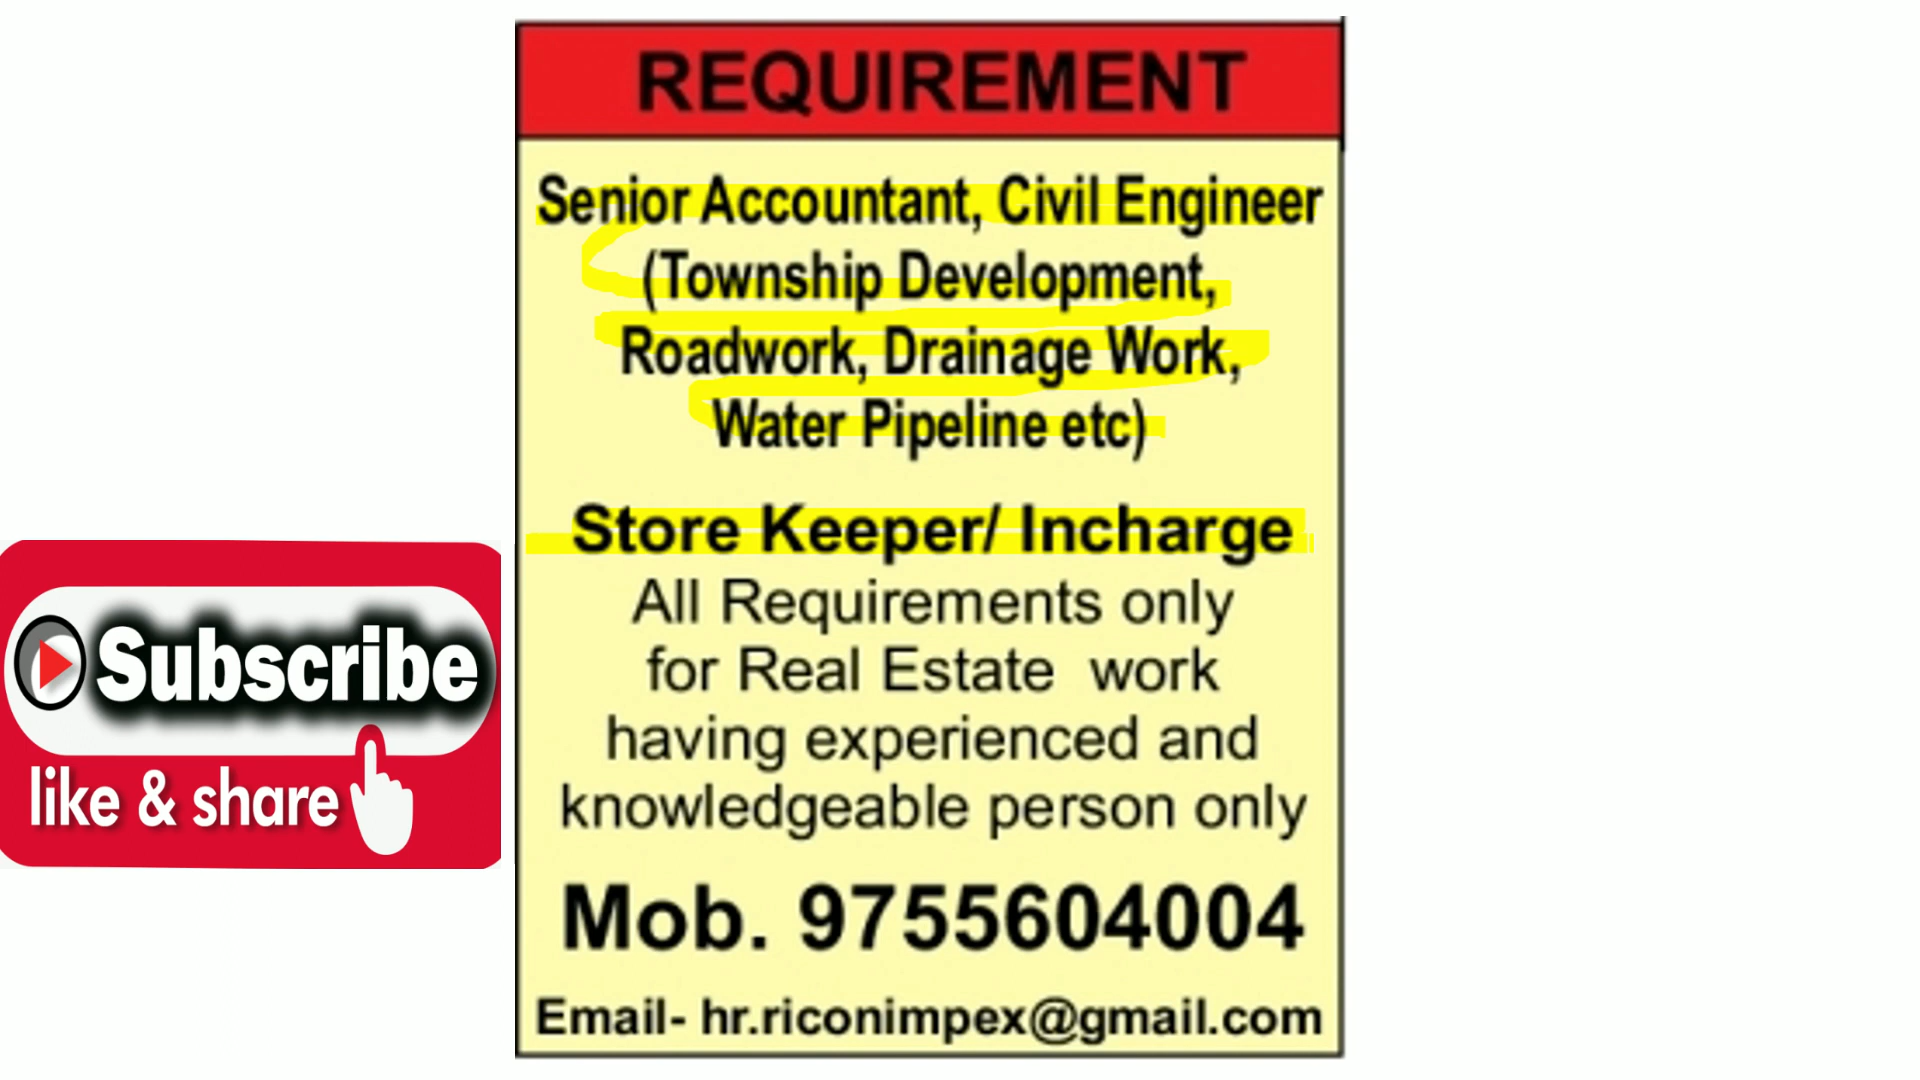 REQUIREMENT
Senior Accountant, Civil Engineer
(Township Development,
Roadwork, Drainage Work,
Water Pipeline etc)
Store Keeper/ Incharge
All Requirements only
for Real Estate work
having experienced and
knowledgeable person only
Mob. 9755604004
Email- hr.riconimpex@gmail.com
Subscribe
like & share